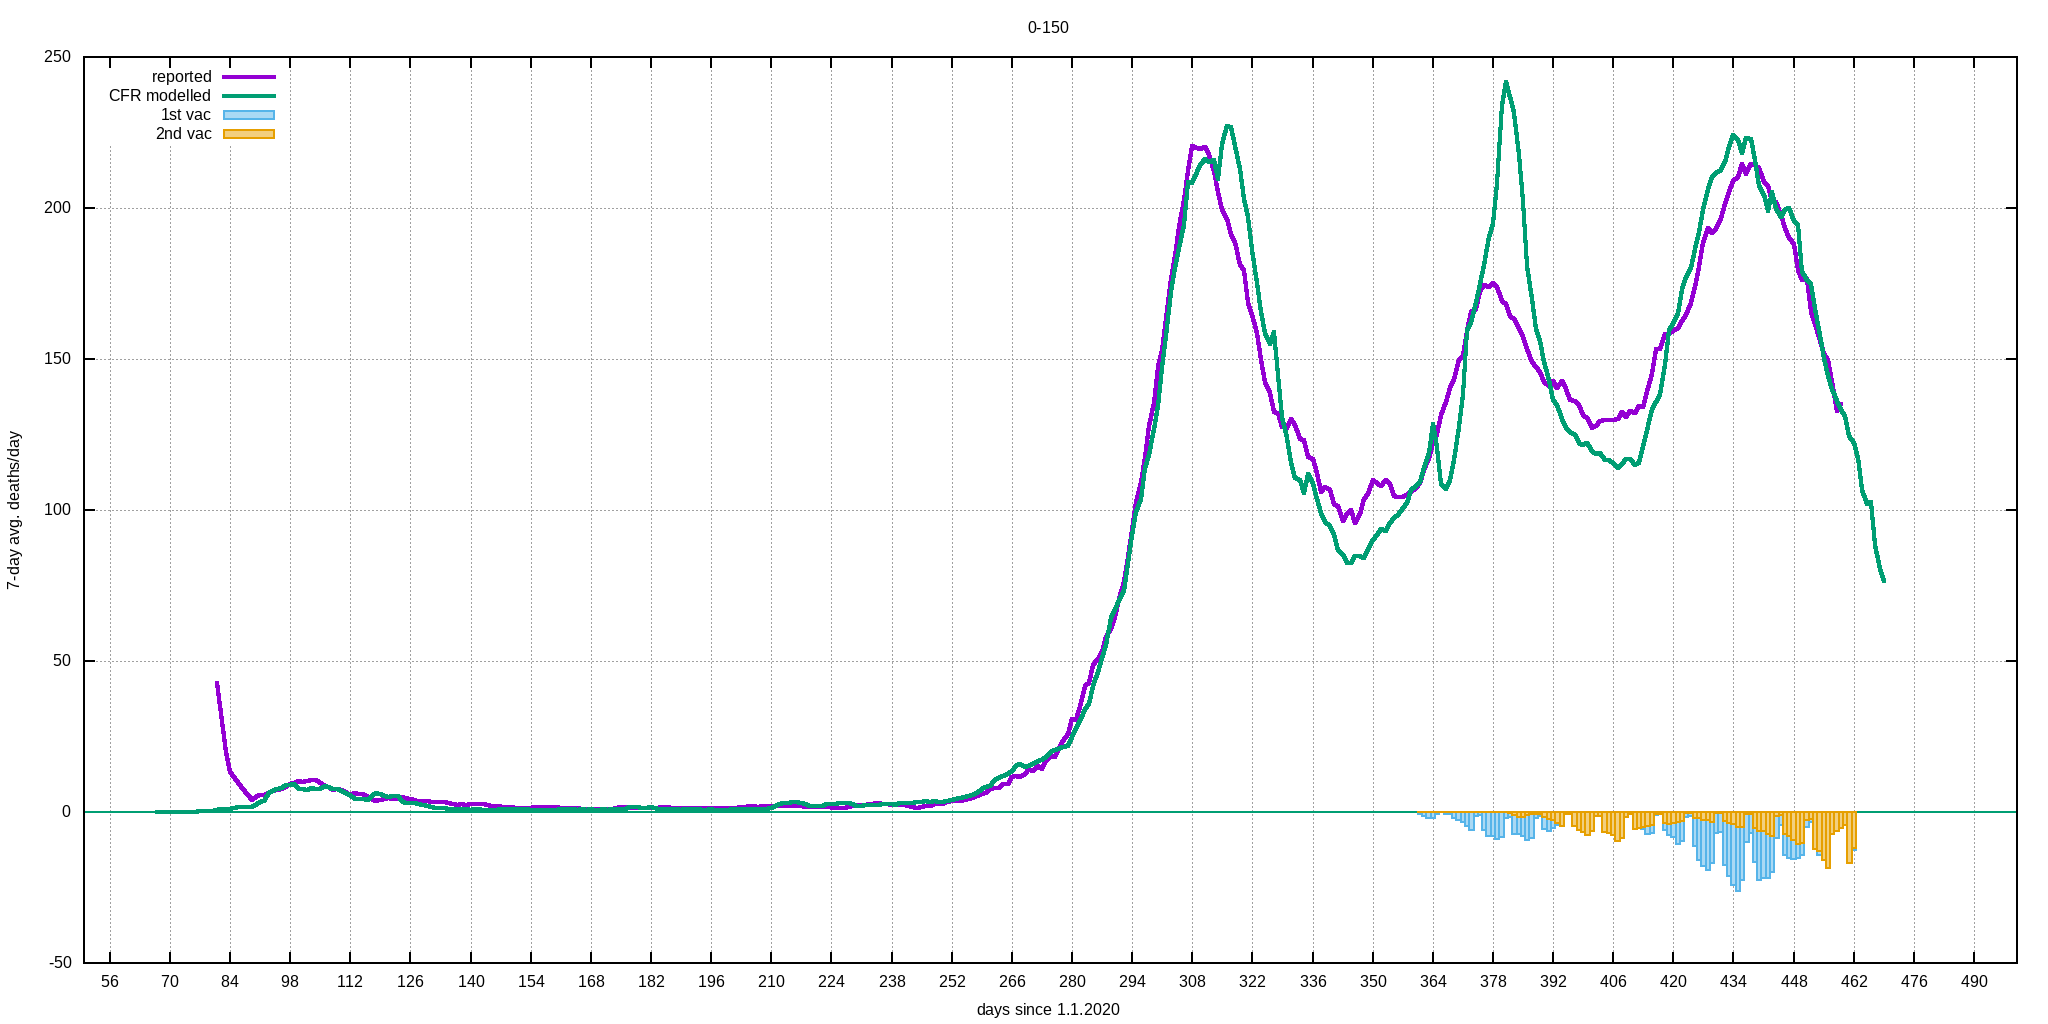 0-150
250
200
150
100
50
0
-50
reported
CFR modelled
1st vac
2nd vac
7-day avg. deaths/day
56 70 84 98 112 126 140 154 168 182 196 210 224 238 252 266 280 294 308 322 336 350 364 378 392 406 420 434 448 462 476 490
days since 1.1.2020